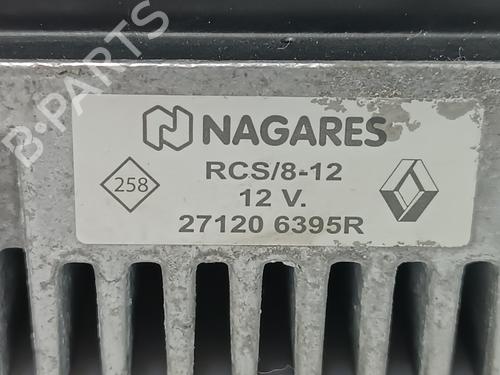 NAGARES
RCS/8-12
258
12 V.
27120 6395R
B-PARTS